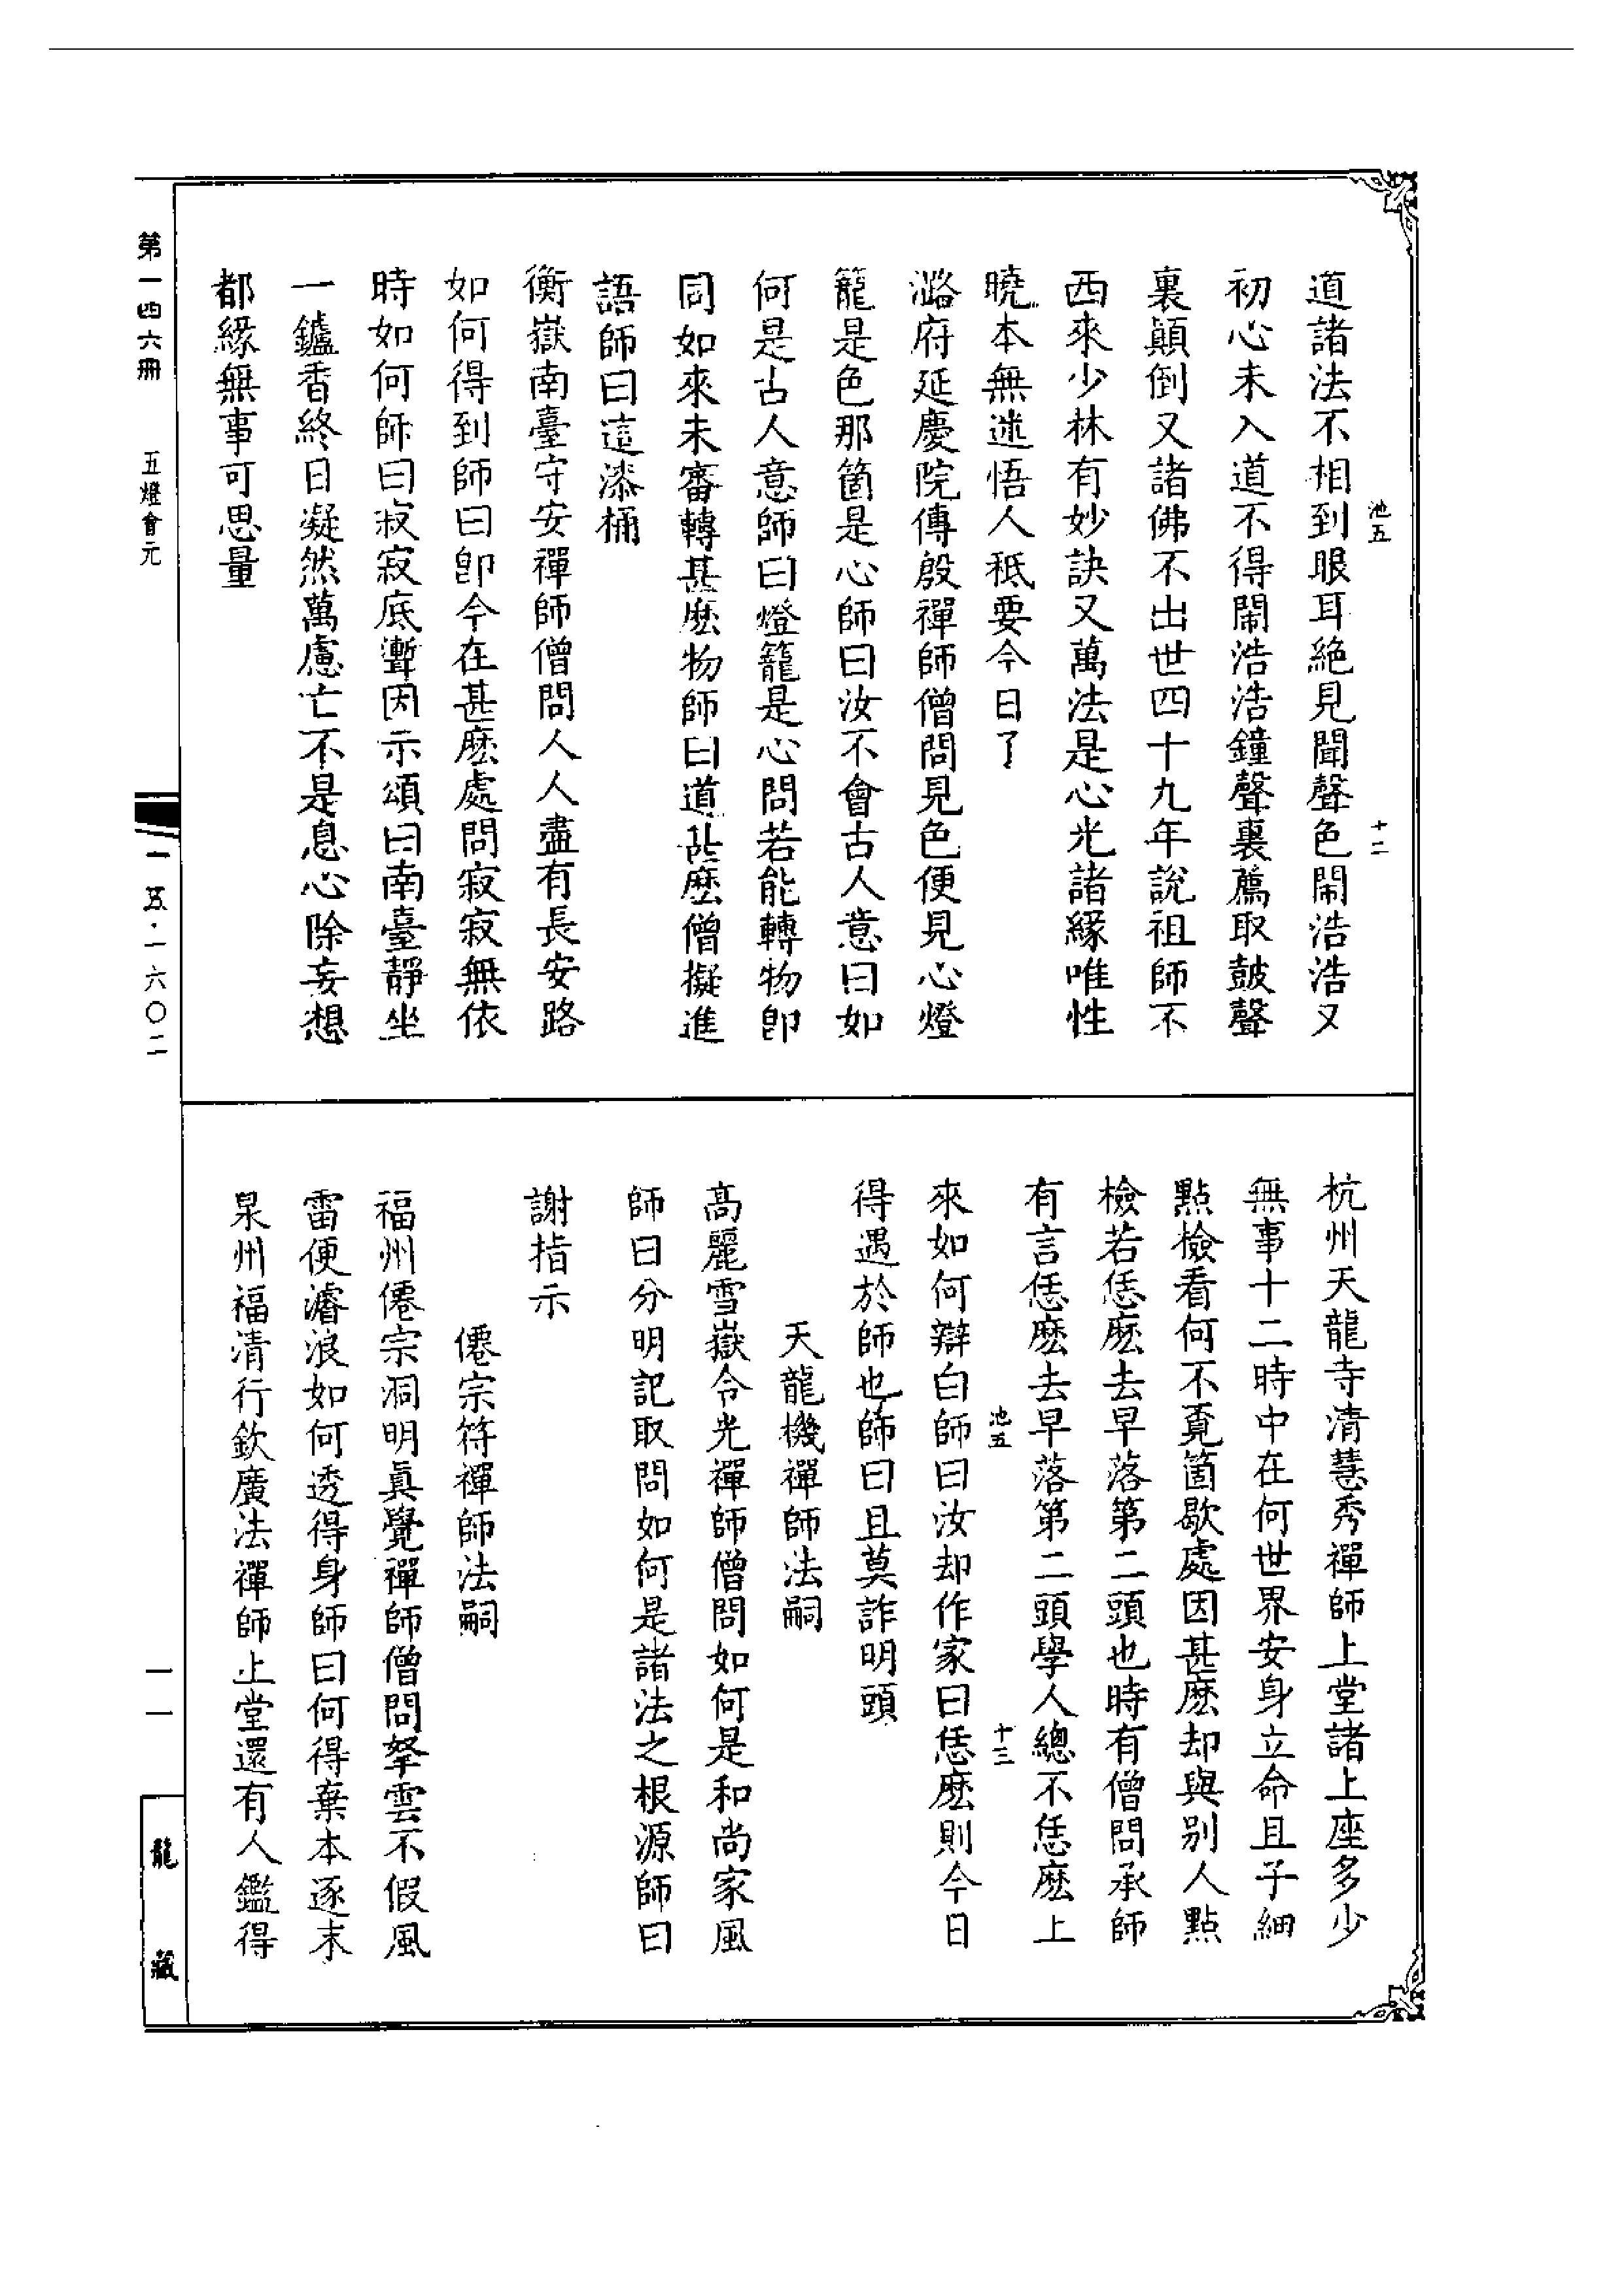 池五
十二
道諸法不相到眼耳絶見聞聲色鬧浩浩又
初心未入道不得鬧浩浩鐘聲裏薦取鼓聲
裏顛倒又諸佛不出世四十九年說祖師不
西來少林有妙訣又萬法是心光諸緣唯性
曉本無迷悟人秪要今日了
潞府延慶院傳殷禪師僧問見色便見心燈
籠是色那箇是心師曰汝不會古人意曰如
何是古人意師曰燈籠是心問若能轉物卽
同如來未審轉甚麽物師曰道甚麽僧擬進
語師曰這漆桶
衡嶽南臺守安禪師僧問人人盡有長安路
如何得到師曰卽今在甚麽處問寂寂無依
時如何師曰寂寂底漸因示頌曰南臺靜坐
一鑪香終日凝然萬慮亡不是息心除妄想
都緣無事可思量
杭州天龍寺清慧秀禪師上堂諸上座多少
無事十二時中在何世界安身立命且子細
點檢看何不覔箇歇處因甚麽却與別人點
檢若恁麽去早落第二頭也時有僧問承師
有言恁麽去早落第二頭學人總不恁麽上
池五
十三
來如何辯白師曰汝却作家曰恁麽則今日
得遇於師也師曰且莫詐明頭
天龍機禪師法嗣
高麗雪嶽令光禪師僧問如何是和尚家風
師曰分明記取問如何是諸法之根源師曰
謝指示
僊宗符禪師法嗣
福州僊宗洞明眞覺禪師僧問拏雲不假風
雷便濬浪如何透得身師曰何得棄本逐末
泉州福清行欽廣法禪師上堂還有人鑑得
第一四六冊
五燈會元
一五·一六〇二
一一
龍藏